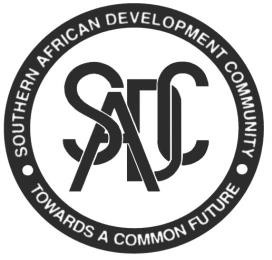 SOUTHERN AFRICAN DEVELOPMENT COMMUNITY
SADC
TOWARDS A COMMON FUTURE